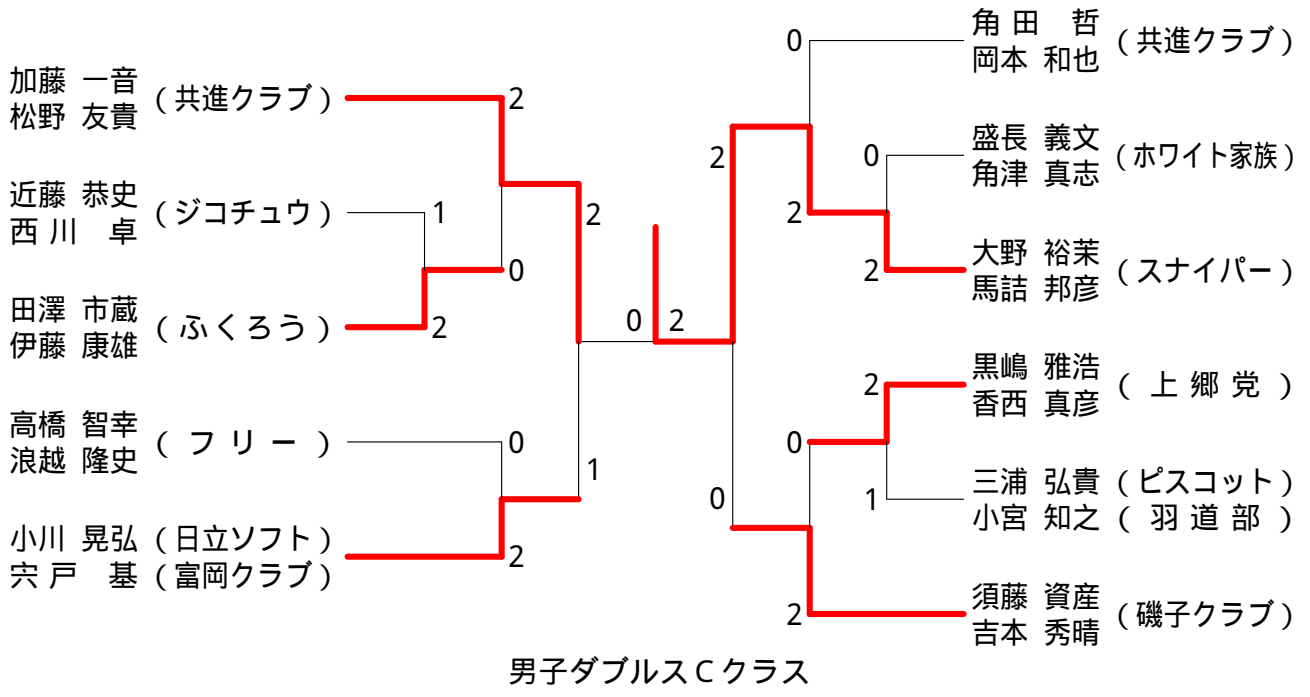 加藤 一音
松野 友貴
(共進クラブ)
2
近藤 恭史
西川 卓
(ジコチュウ)
1
0
田澤 市蔵
伊藤 康雄
(ふくろう)
2
2
高橋 智幸
浪越 隆史
(フリー)
0
1
小川 晃弘 (日立ソフト)
宍戸 基 (富岡クラブ)
2
0 2
角田 哲
岡本 和也
(共進クラブ)
0
2
盛長 義文
角津 真志
(ホワイト家族)
0
2
大野 裕茉
馬詰 邦彦
(スナイパー)
2
黒嶋 雅浩
香西 真彦
(上郷党)
2
0
三浦 弘貴 (ピスコット)
小宮 知之 (羽道部)
1
0
須藤 資産
吉本 秀晴
(磯子クラブ)
2
男子ダブルスCクラス